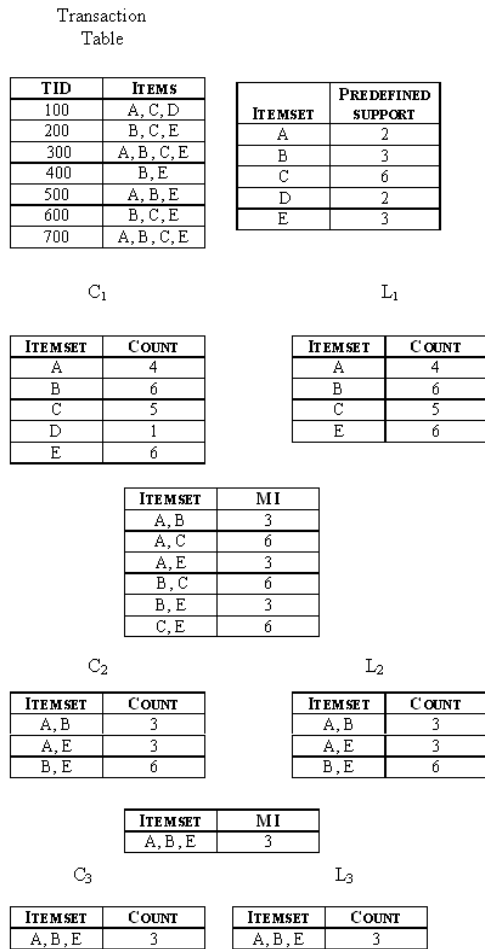 Transaction
Table
TID ITEMS
100 A, C, D
200 B, C, E
300 A, B, C, E
400 B, E
500 A, B, E
600 B, C, E
700 A, B, C, E
ITEMSET PREDEFINED SUPPORT
A 2
B 3
C 6
D 2
E 3
C1
ITEMSET COUNT
A 4
B 6
C 5
D 1
E 6
L1
ITEMSET COUNT
A 4
B 6
C 5
E 6
ITEMSET MI
A, B 3
A, C 6
A, E 3
B, C 6
B, E 3
C, E 6
C2
ITEMSET COUNT
A, B 3
A, E 3
B, E 6
L2
ITEMSET COUNT
A, B 3
A, E 3
B, E 6
ITEMSET MI
A, B, E 3
C3
ITEMSET COUNT
A, B, E 3
L3
ITEMSET COUNT
A, B, E 3